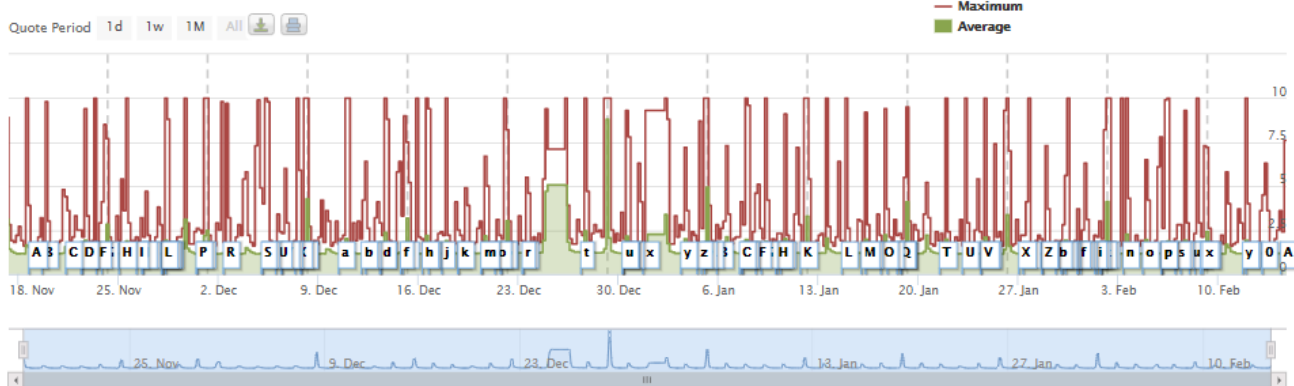 Maximum
Quote Period 1d 1w 1M All
Average
10
7.5
5
2.5
0
A B C D F H I L P R S U a b d f h j k m r t u x y z C F H K L M O Q T U V X Z b f i n o p s u x y 0 A
18. Nov 25. Nov 2. Dec 9. Dec 16. Dec 23. Dec 30. Dec 6. Jan 13. Jan 20. Jan 27. Jan 3. Feb 10. Feb
25. Nov 9. Dec 23. Dec 13. Jan 27. Jan 10. Feb